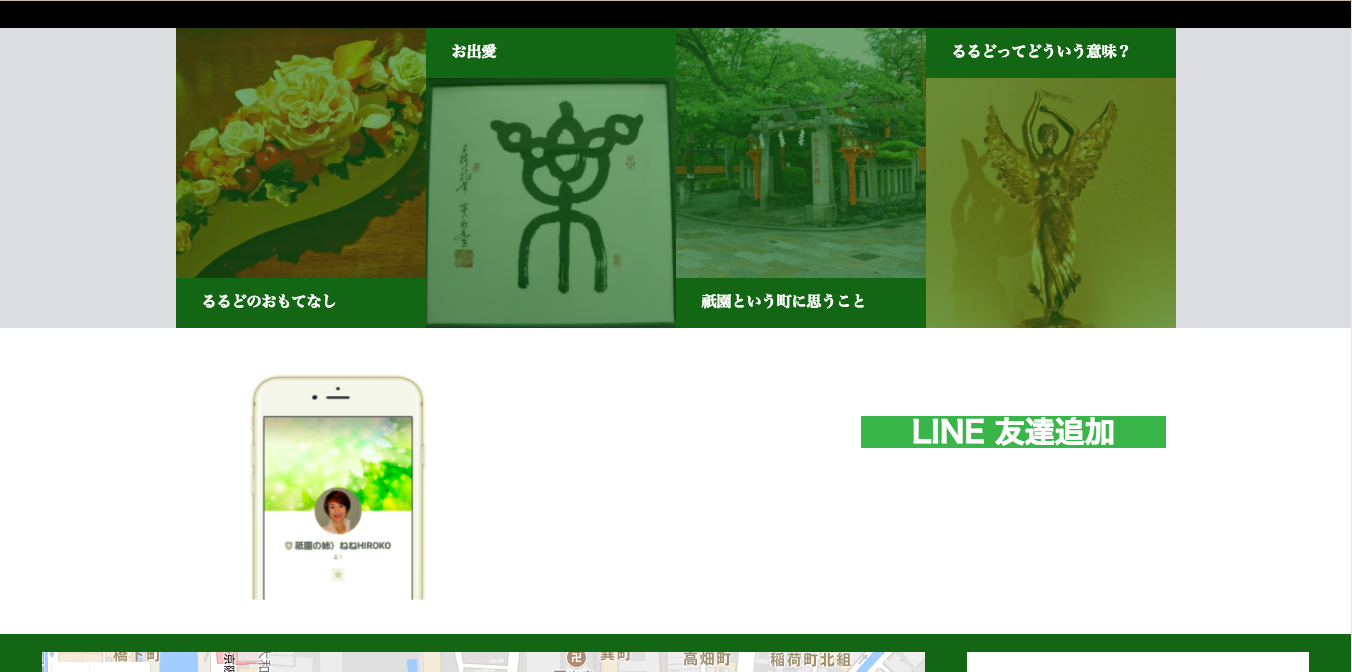 お出愛
るるどってどういう意味？
るるどのおもてなし
祇園という町に思うこと
LINE 友達追加
祇園の姉）ねねHIROKO
橋下町
高畑町
稲荷町北組